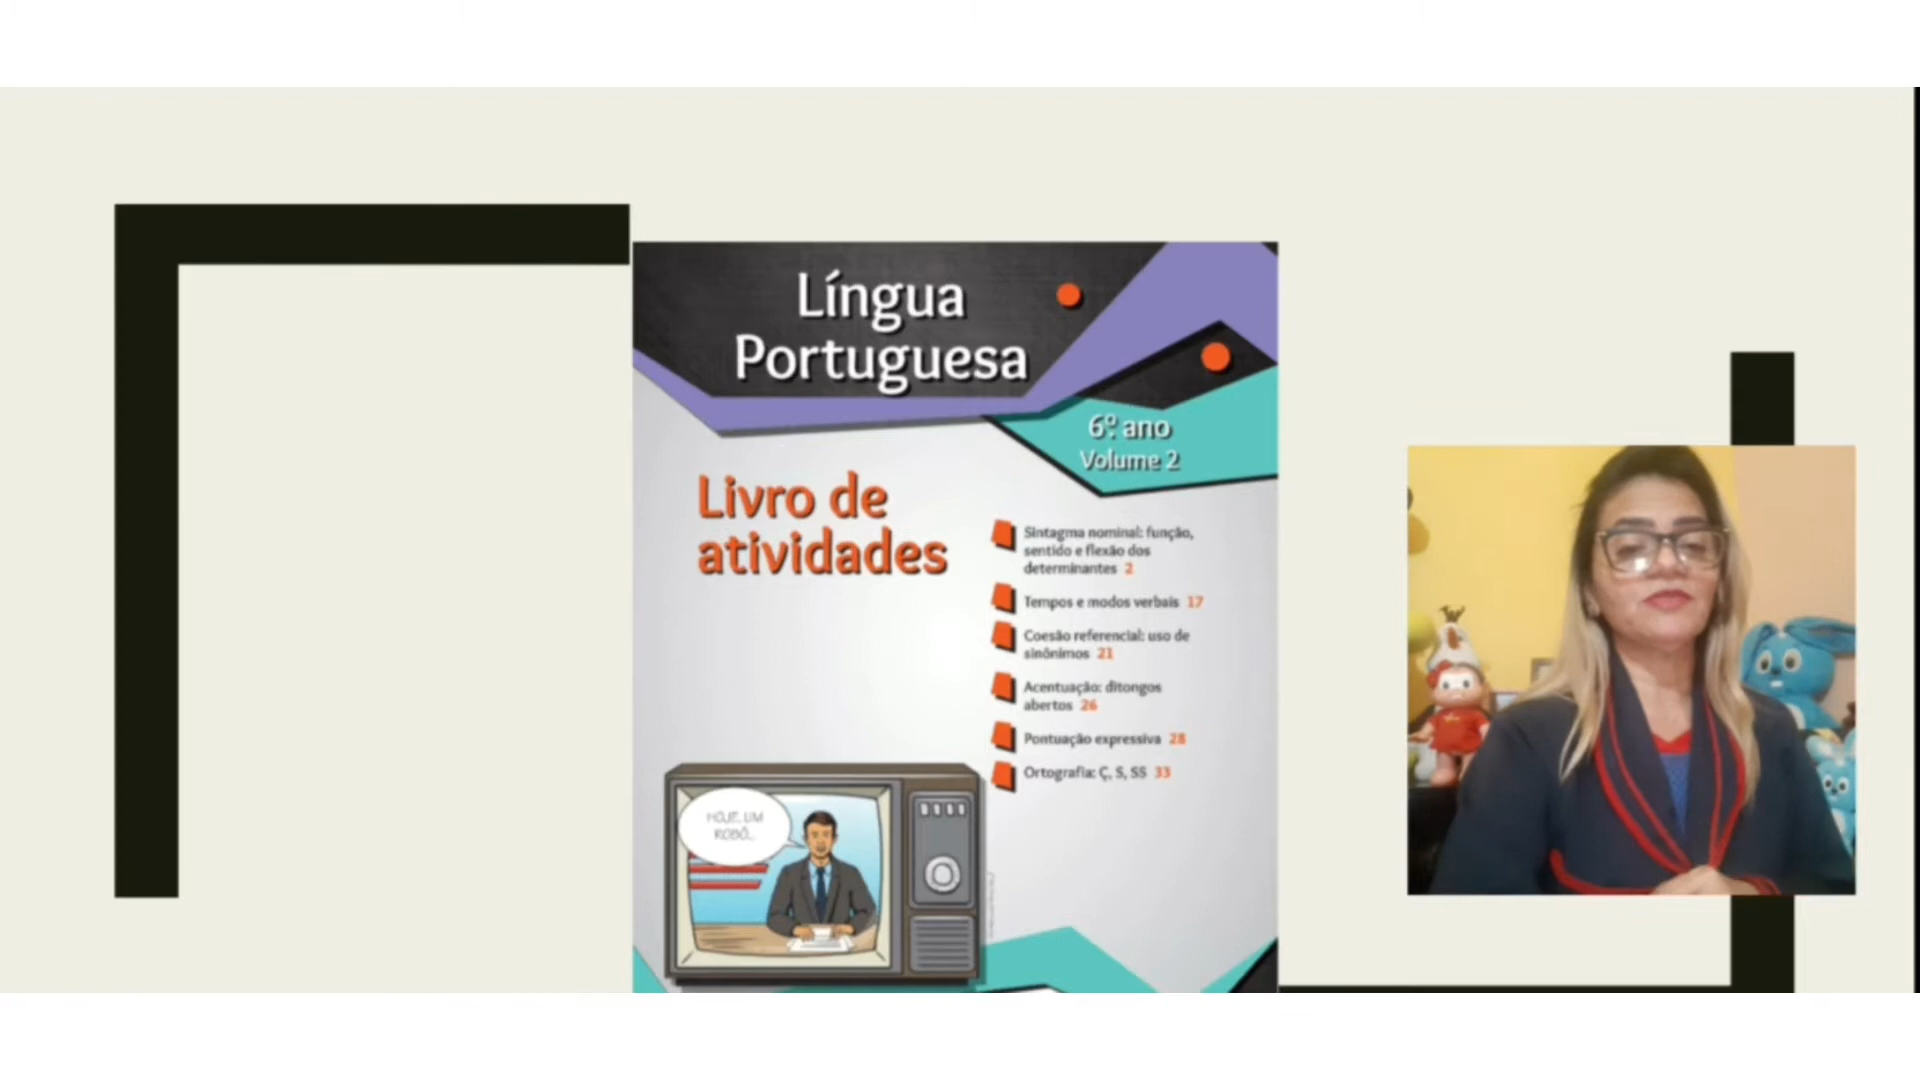 Língua
Portuguesa
6º. ano
Volume 2
Livro de
atividades
Sintagma nominal: função,
sentido e flexão dos
determinantes 2
Tempos e modos verbais 17
Coesão referencial: uso de
sinônimos 21
Acentuação: ditongos
abertos 26
Pontuação expressiva 28
Ortografia: Ç, S, SS 33
HOJE, UM
ROBÔ...